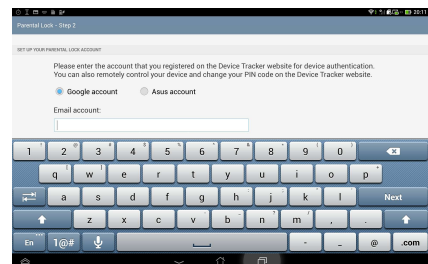 20:11
Parental Lock - Step 2
SET UP YOUR PARENTAL LOCK ACCOUNT
Please enter the account that you registered on the Device Tracker website for device authentication.
You can also remotely control your device and change your PIN code on the Device Tracker website.
Google account Asus account
Email account:
1 2 @ 3 # 4 $ 5 % 6 ^ 7 & 8 * 9 ( 0 )
q w e r t y u i o p
a s d f g h j k l Next
z x c v b n ? m , .
En 1@# - _ @ .com